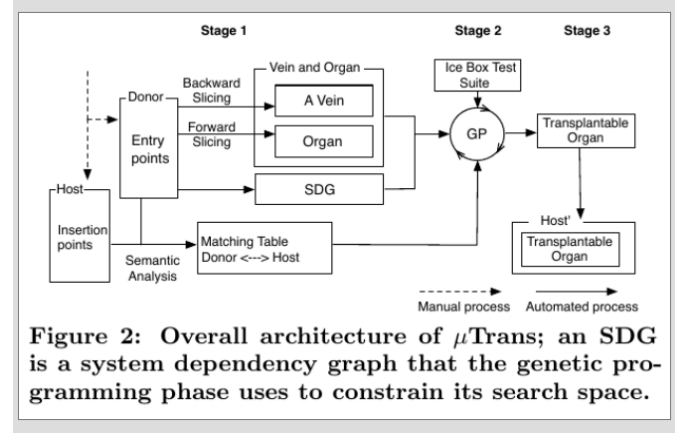 Stage 1
Stage 2
Stage 3
Vein and Organ
Ice Box Test
Suite
Donor
Backward
Slicing
A Vein
Entry
points
Forward
Slicing
Organ
GP
Transplantable
Organ
SDG
Host
Insertion
points
Semantic
Analysis
Matching Table
Donor <---> Host
Host'
Transplantable
Organ
Manual process
Automated process
Figure 2: Overall architecture of μTrans; an SDG
is a system dependency graph that the genetic pro-
gramming phase uses to constrain its search space.